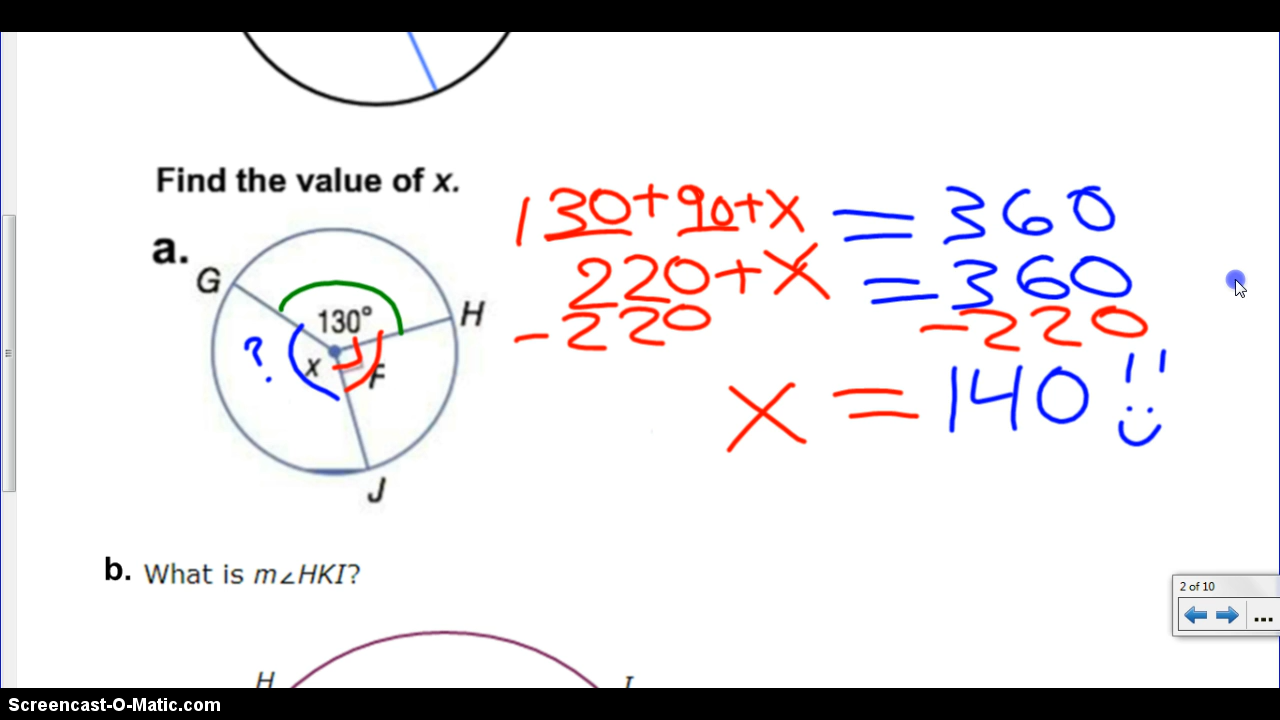 Find the value of x.
130+90+x = 360
a.
G
220+x = 360
H
130°
-220 -220
?
x
F
x = 140 !!
J
b. What is m∠HKI?
2 of 10
...
H
I
Screencast-O-Matic.com